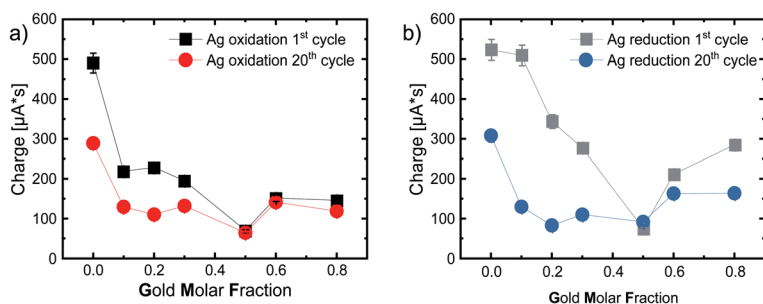 a)
Ag oxidation 1st cycle
Ag oxidation 20th cycle
Charge [µA*s]
600
500
400
300
200
100
0
0.0 0.2 0.4 0.6 0.8
Gold Molar Fraction
b)
Ag reduction 1st cycle
Ag reduction 20th cycle
Charge [µA*s]
600
500
400
300
200
100
0
0.0 0.2 0.4 0.6 0.8
Gold Molar Fraction